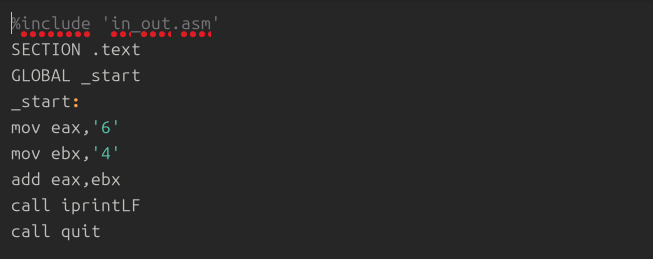 %include 'in_out.asm'
SECTION .text
GLOBAL _start
_start:
mov eax,'6'
mov ebx,'4'
add eax,ebx
call iprintLF
call quit